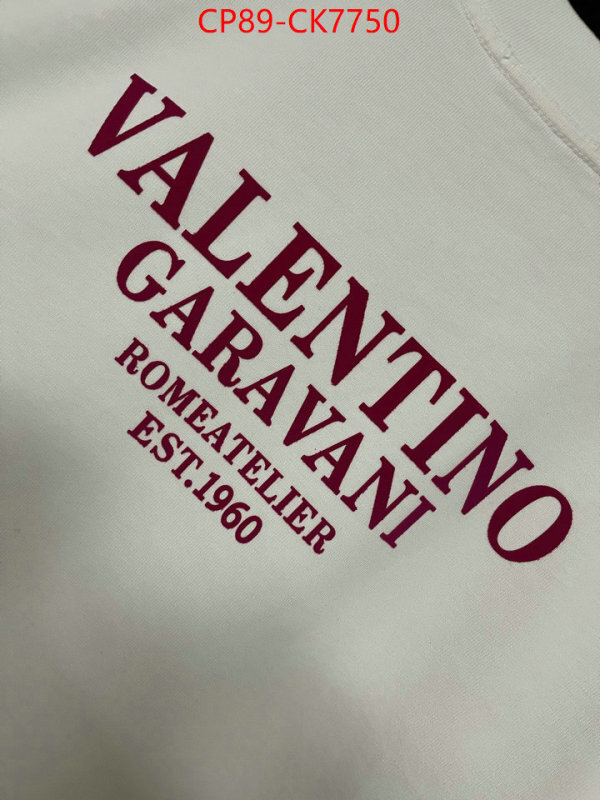 CP89-CK7750
VALENTINO
GARAVANI
ROMEATELIER
EST.1960